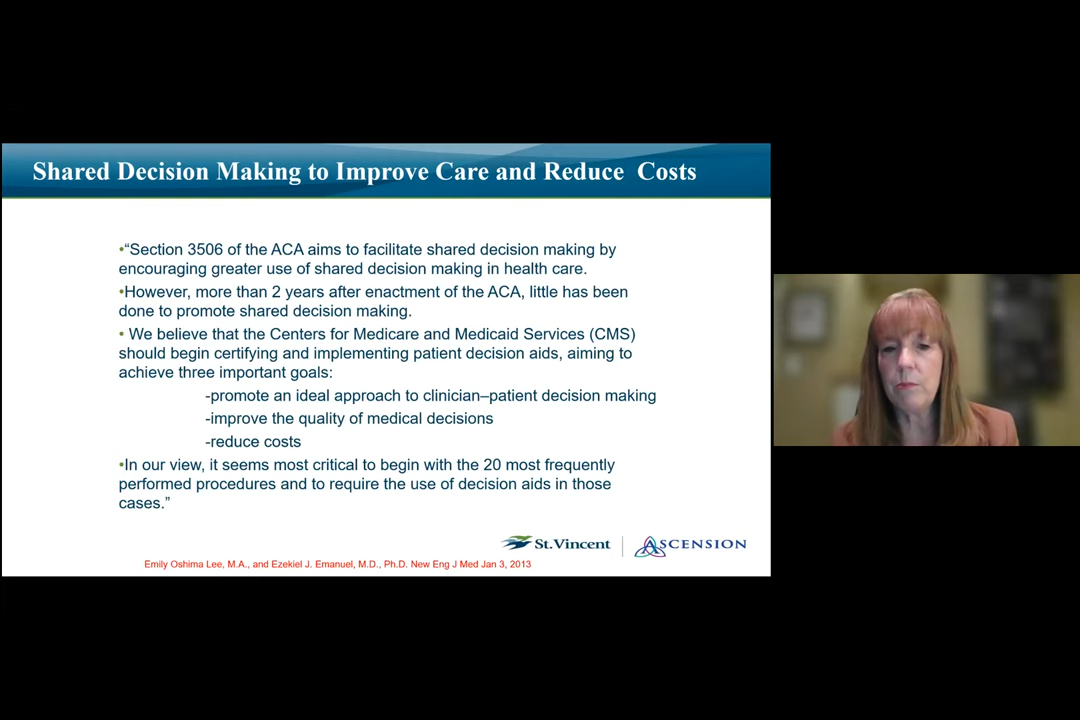 Shared Decision Making to Improve Care and Reduce Costs
•“Section 3506 of the ACA aims to facilitate shared decision making by
encouraging greater use of shared decision making in health care.
•However, more than 2 years after enactment of the ACA, little has been
done to promote shared decision making.
• We believe that the Centers for Medicare and Medicaid Services (CMS)
should begin certifying and implementing patient decision aids, aiming to
achieve three important goals:
-promote an ideal approach to clinician–patient decision making
-improve the quality of medical decisions
-reduce costs
•In our view, it seems most critical to begin with the 20 most frequently
performed procedures and to require the use of decision aids in those
cases.”
St.Vincent
ASCENSION
Emily Oshima Lee, M.A., and Ezekiel J. Emanuel, M.D., Ph.D. New Eng J Med Jan 3, 2013